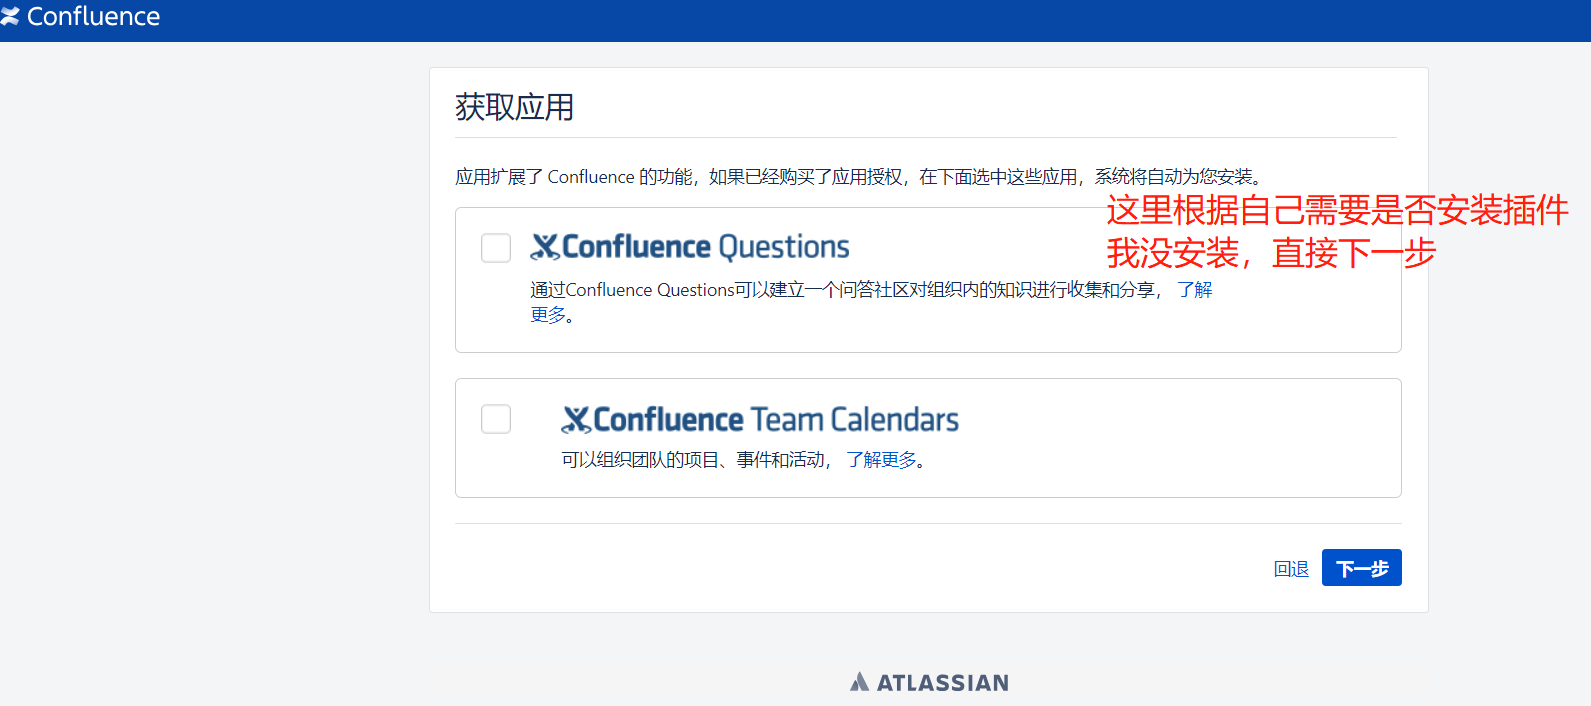 Confluence
获取应用
应用扩展了 Confluence 的功能，如果已经购买了应用授权，在下面选中这些应用，系统将自动为您安装。
这里根据自己需要是否安装插件
我没安装，直接下一步
Confluence Questions
通过Confluence Questions可以建立一个问答社区对组织内的知识进行收集和分享， 了解
更多。
Confluence Team Calendars
可以组织团队的项目、事件和活动， 了解更多。
回退 下一步
ATLASSIAN